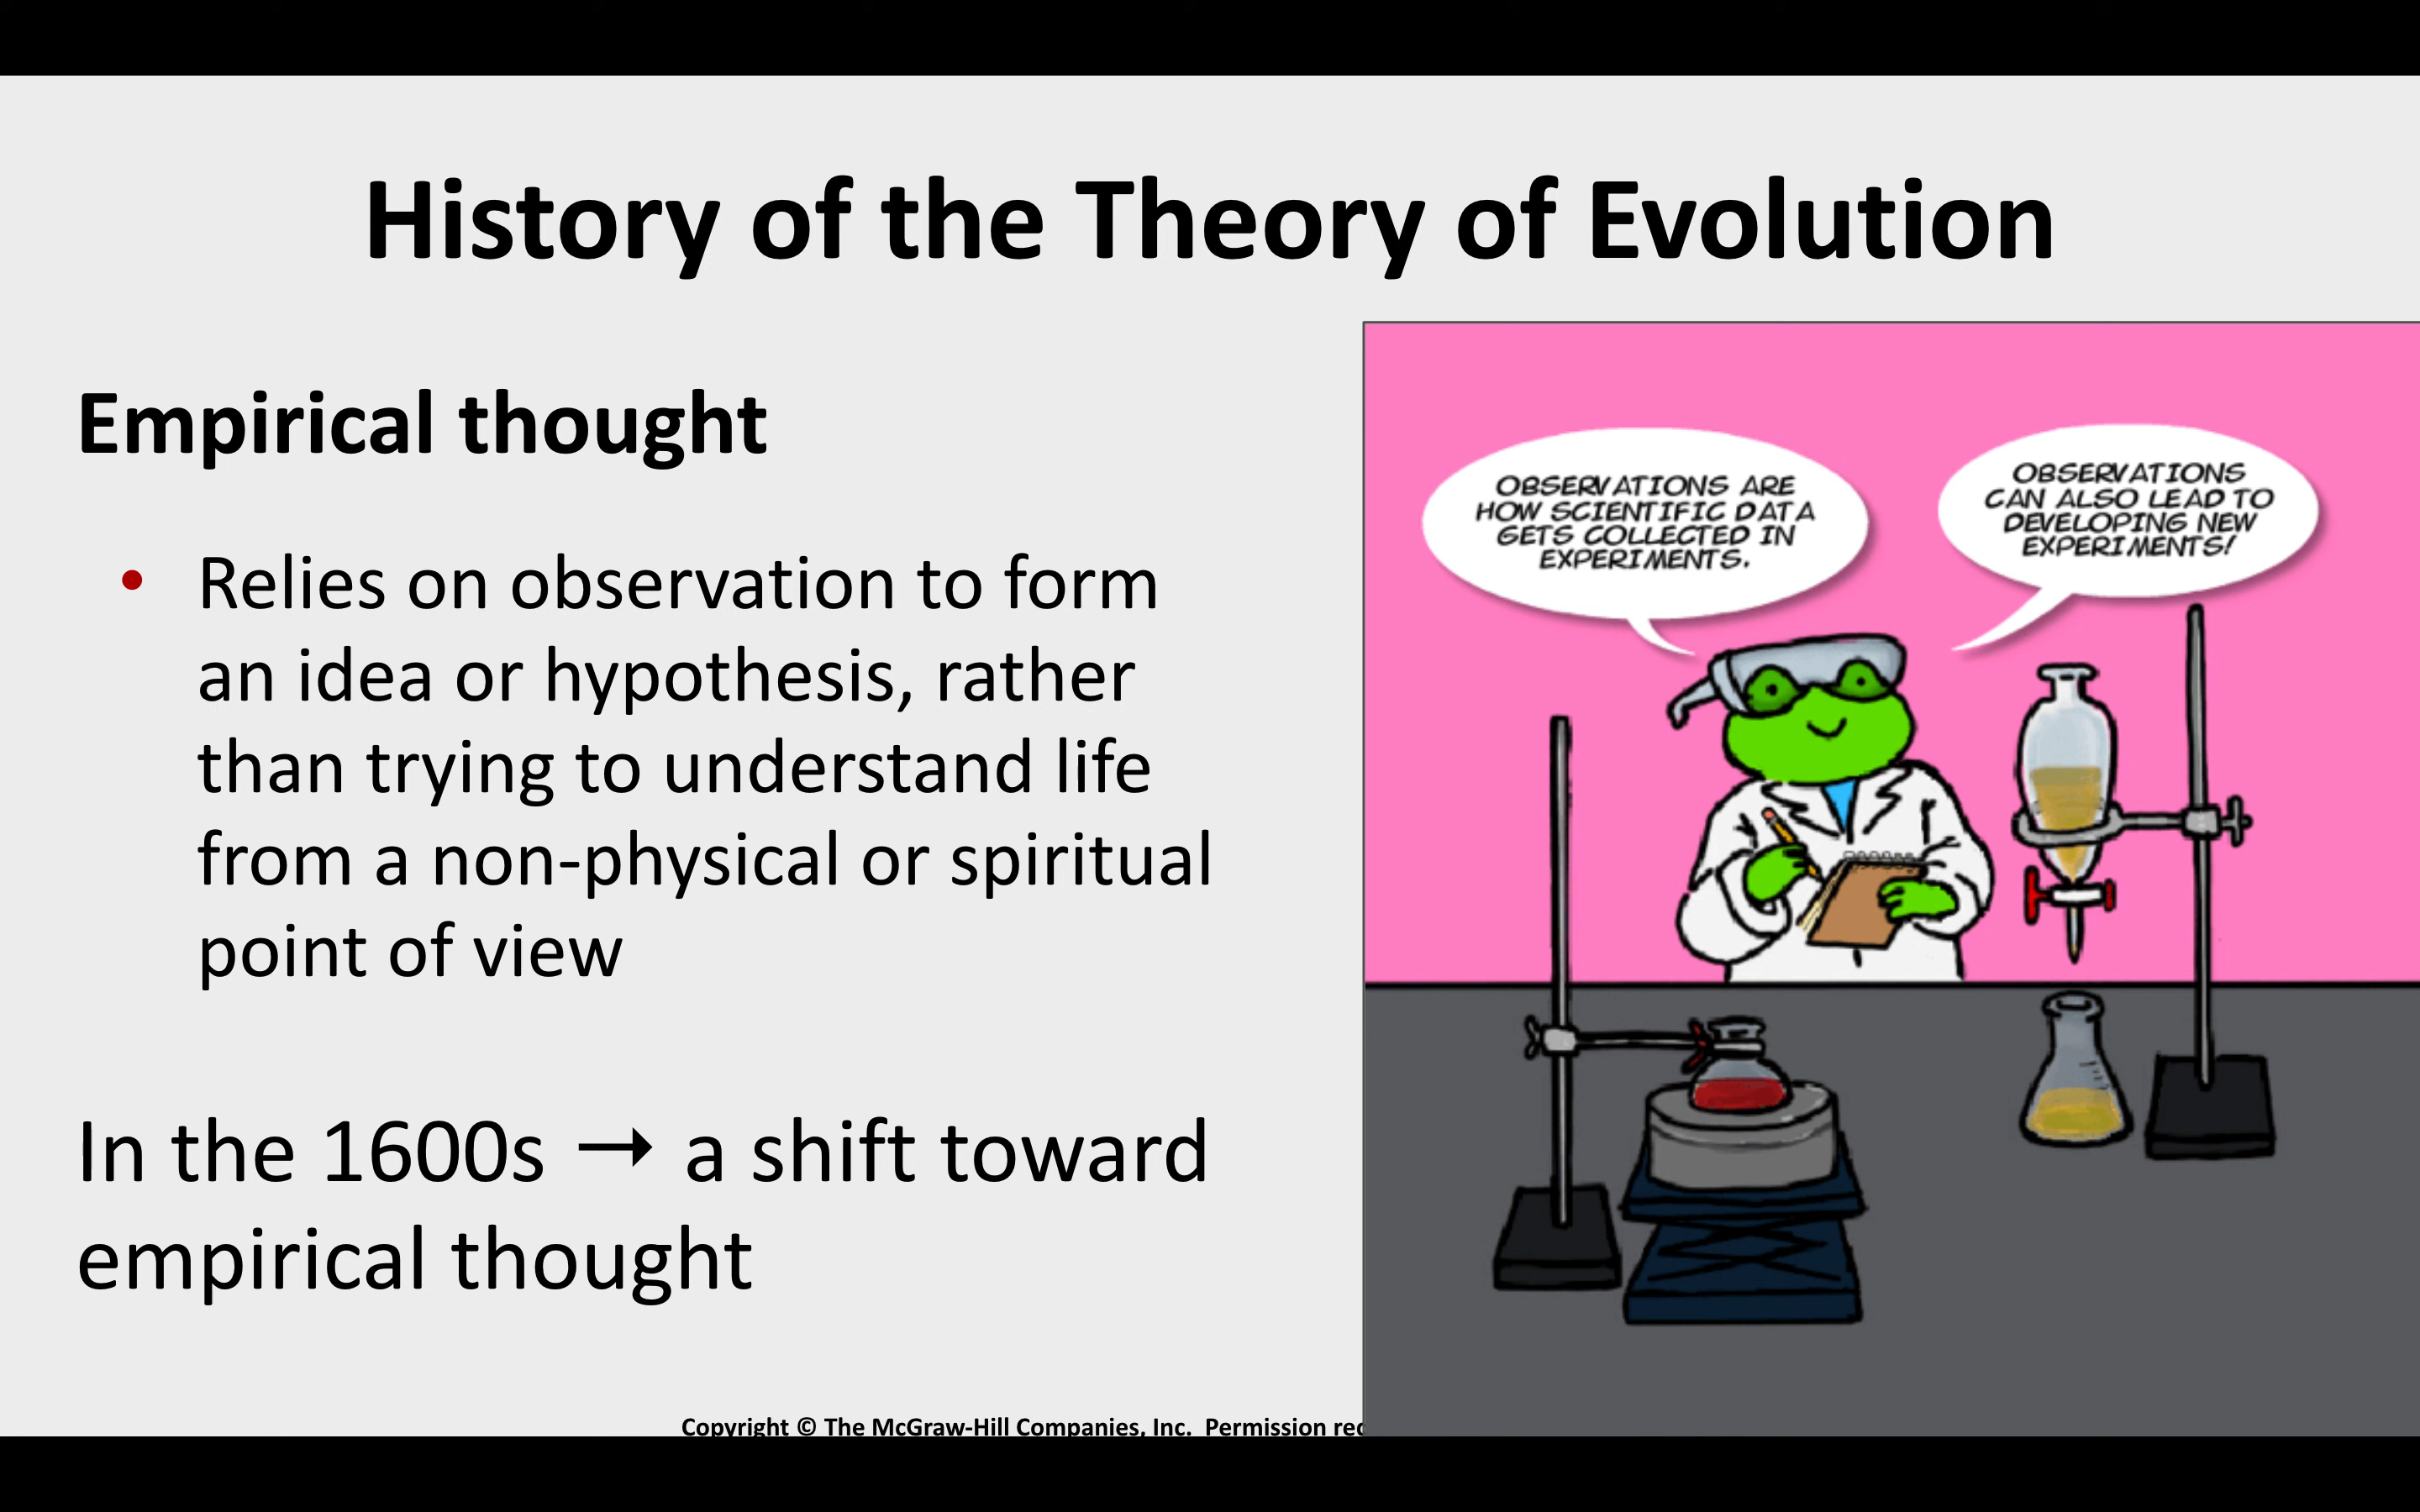 History of the Theory of Evolution
Empirical thought
• Relies on observation to form
an idea or hypothesis, rather
than trying to understand life
from a non-physical or spiritual
point of view
In the 1600s → a shift toward
empirical thought
OBSERVATIONS ARE
HOW SCIENTIFIC DATA
GETS COLLECTED IN
EXPERIMENTS.
OBSERVATIONS
CAN ALSO LEAD TO
DEVELOPING NEW
EXPERIMENTS!
Copyright © The McGraw-Hill Companies, Inc. Permission